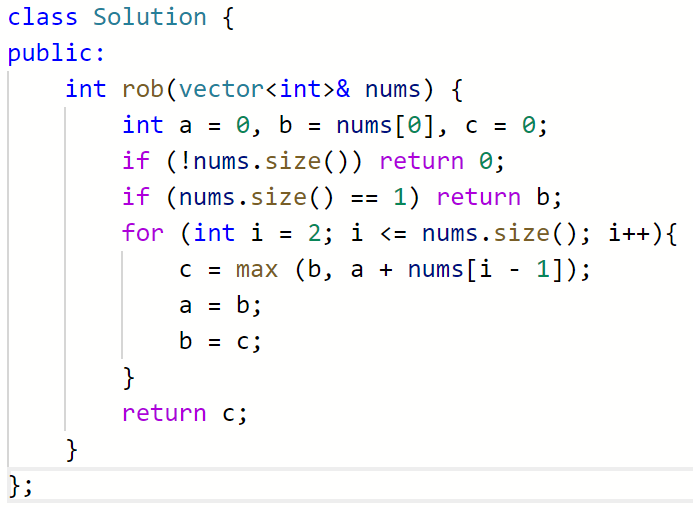 class Solution {
public:
    int rob(vector<int>& nums) {
        int a = 0, b = nums[0], c = 0;
        if (!nums.size()) return 0;
        if (nums.size() == 1) return b;
        for (int i = 2; i <= nums.size(); i++){
            c = max (b, a + nums[i - 1]);
            a = b;
            b = c;
        }
        return c;
    }
};